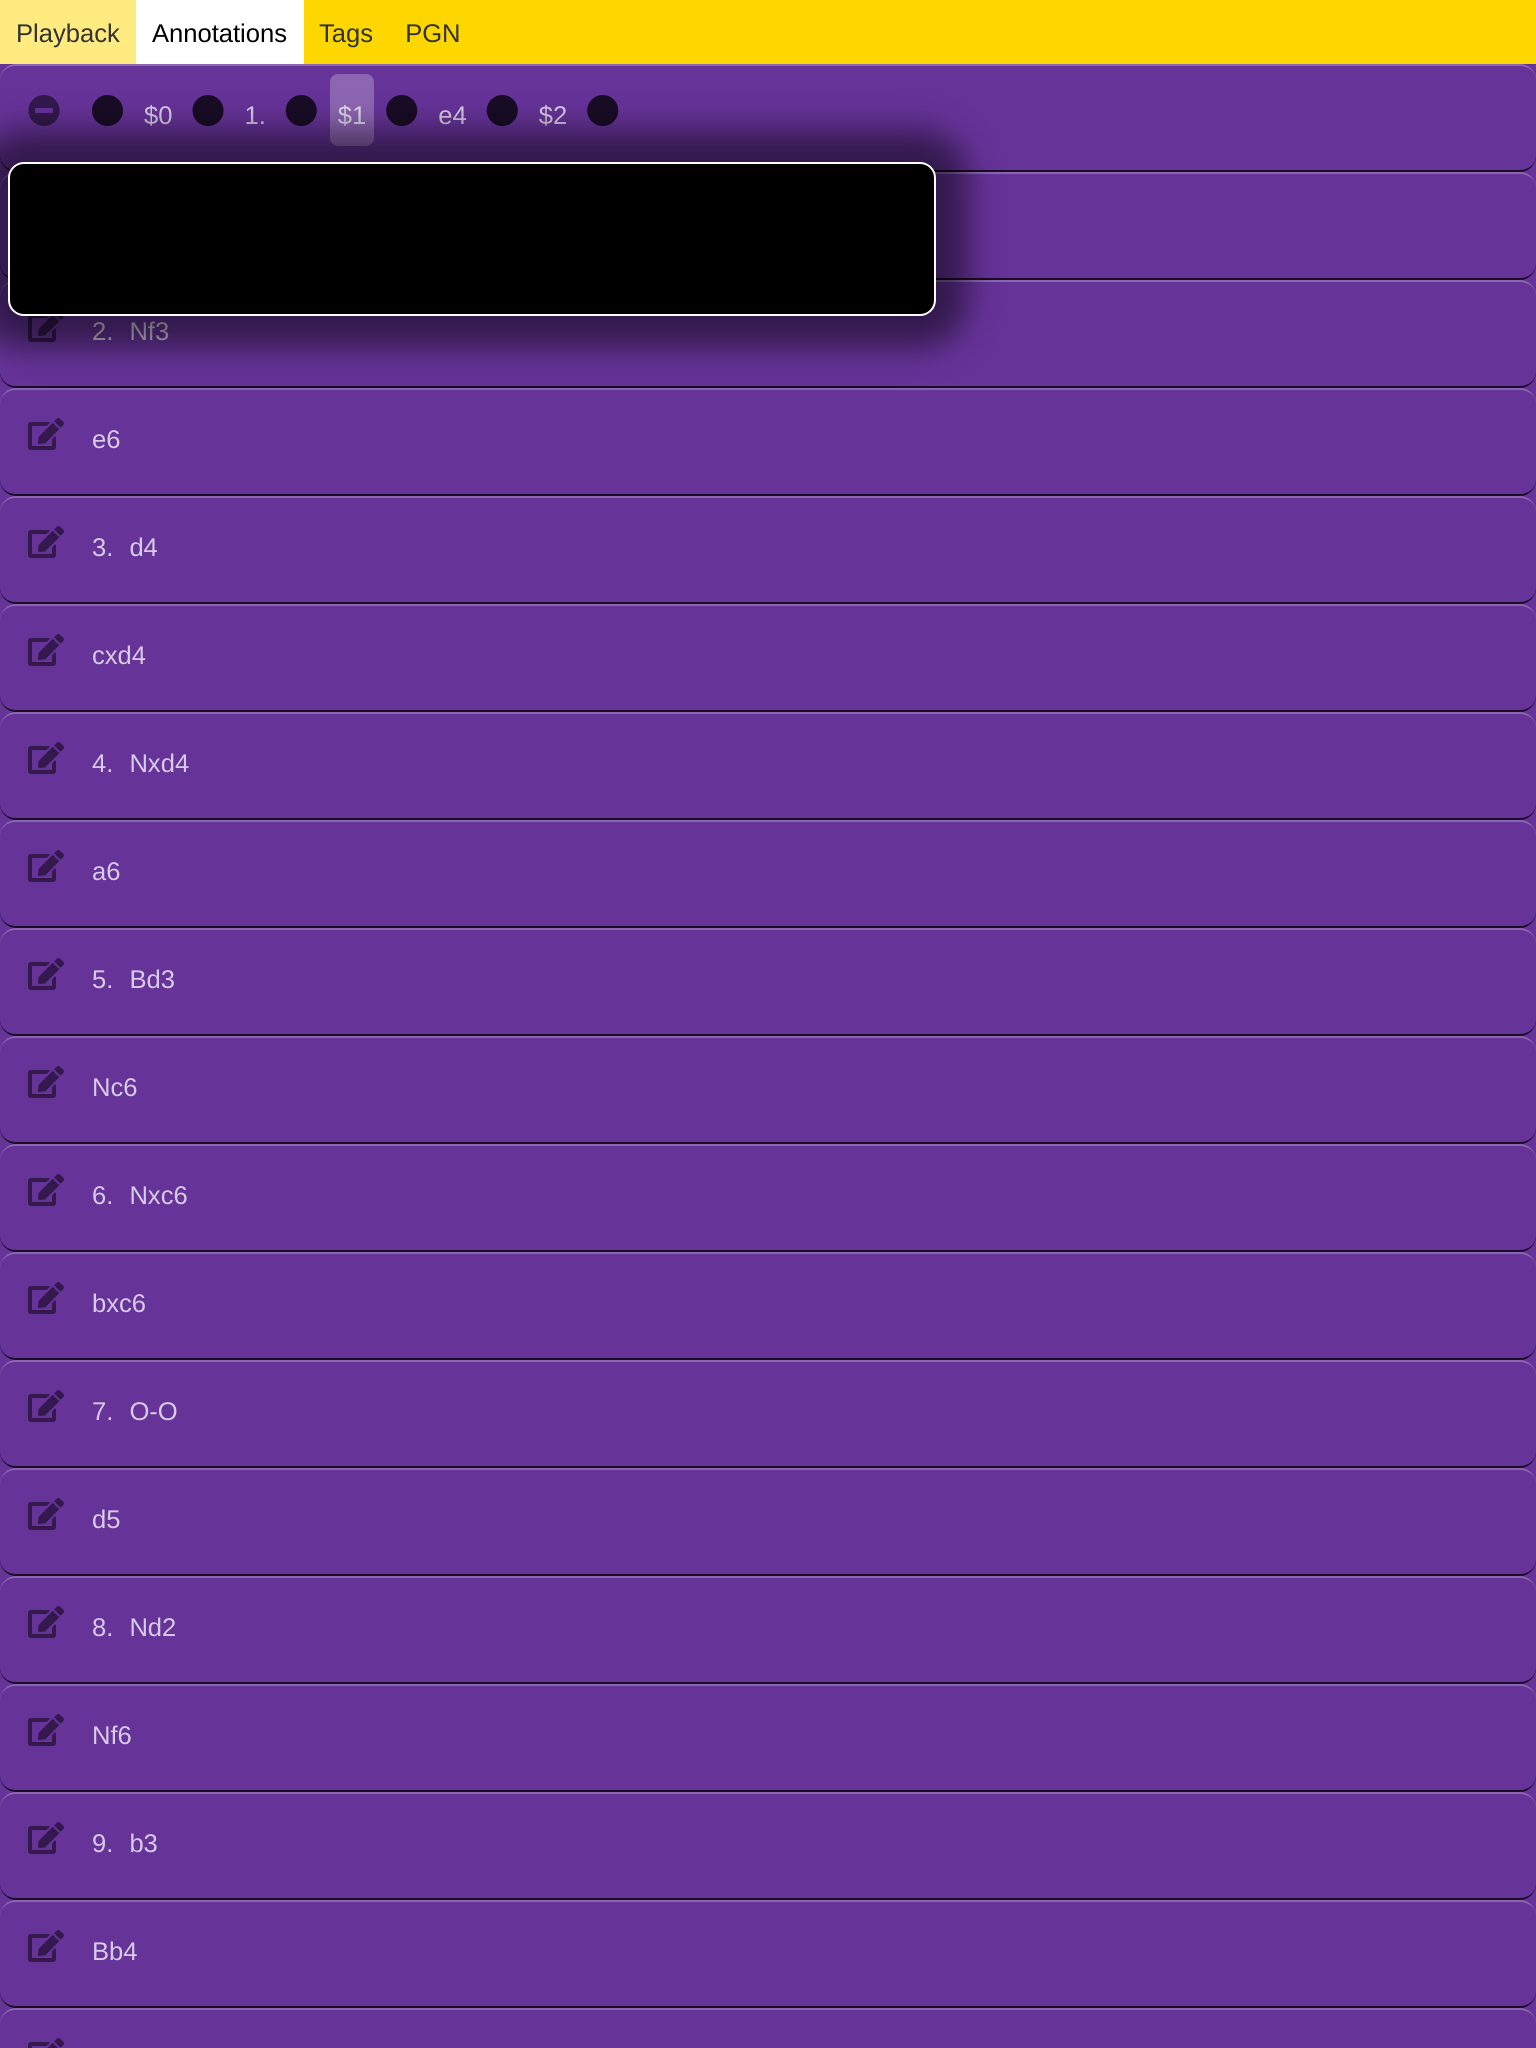 Playback Annotations Tags PGN
$0 1. $1 e4 $2
2. Nf3
e6
3. d4
cxd4
4. Nxd4
a6
5. Bd3
Nc6
6. Nxc6
bxc6
7. O-O
d5
8. Nd2
Nf6
9. b3
Bb4